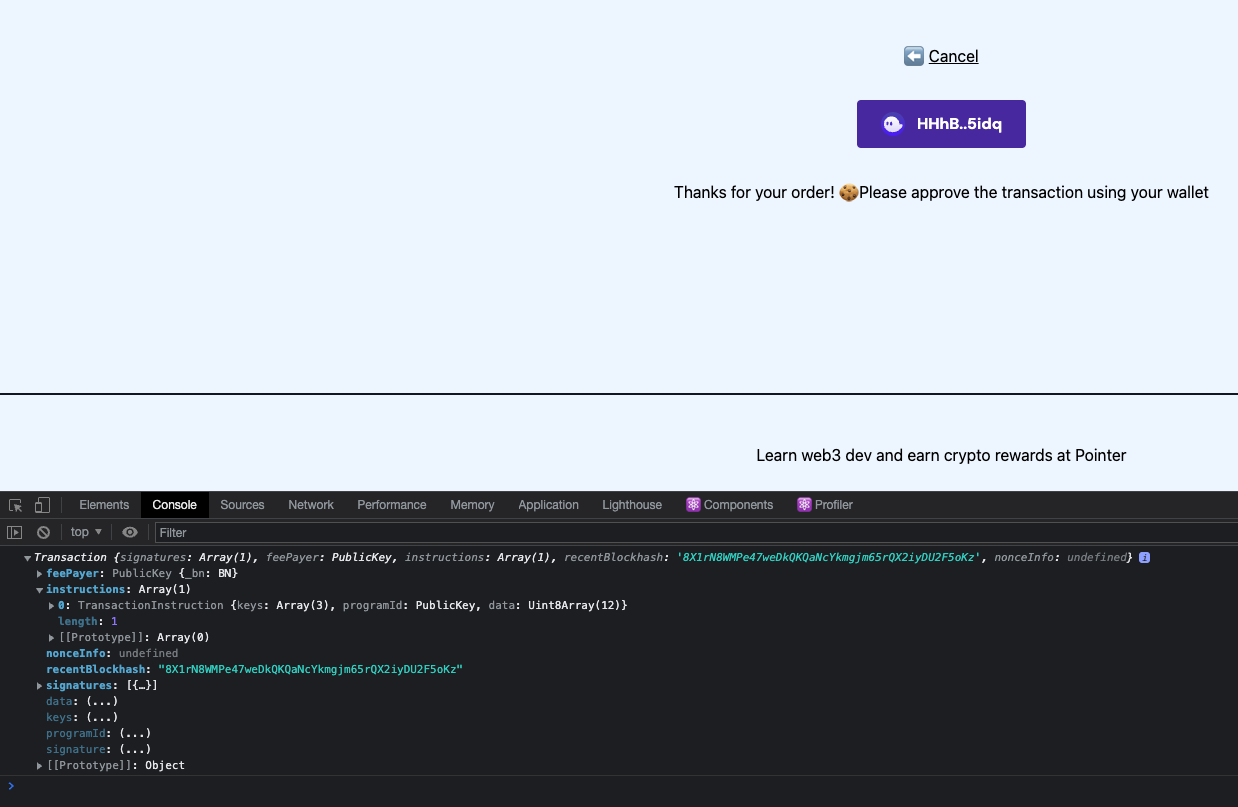 ⬅️ Cancel
HHhB..5idq
Thanks for your order! 🍪Please approve the transaction using your wallet
Learn web3 dev and earn crypto rewards at Pointer
Elements Console Sources Network Performance Memory Application Lighthouse ⚛️ Components ⚛️ Profiler
top ▼ Filter
▼Transaction {signatures: Array(1), feePayer: PublicKey, instructions: Array(1), recentBlockhash: '8X1rN8WMPe47weDkQKQaNcYkmgjm65rQX2iyDU2F5oKz', nonceInfo: undefined} i
▶feePayer: PublicKey {_bn: BN}
▼instructions: Array(1)
▶0: TransactionInstruction {keys: Array(3), programId: PublicKey, data: Uint8Array(12)}
length: 1
▶[[Prototype]]: Array(0)
nonceInfo: undefined
recentBlockhash: "8X1rN8WMPe47weDkQKQaNcYkmgjm65rQX2iyDU2F5oKz"
▶signatures: [{…}]
data: (...)
keys: (...)
programId: (...)
signature: (...)
▶[[Prototype]]: Object